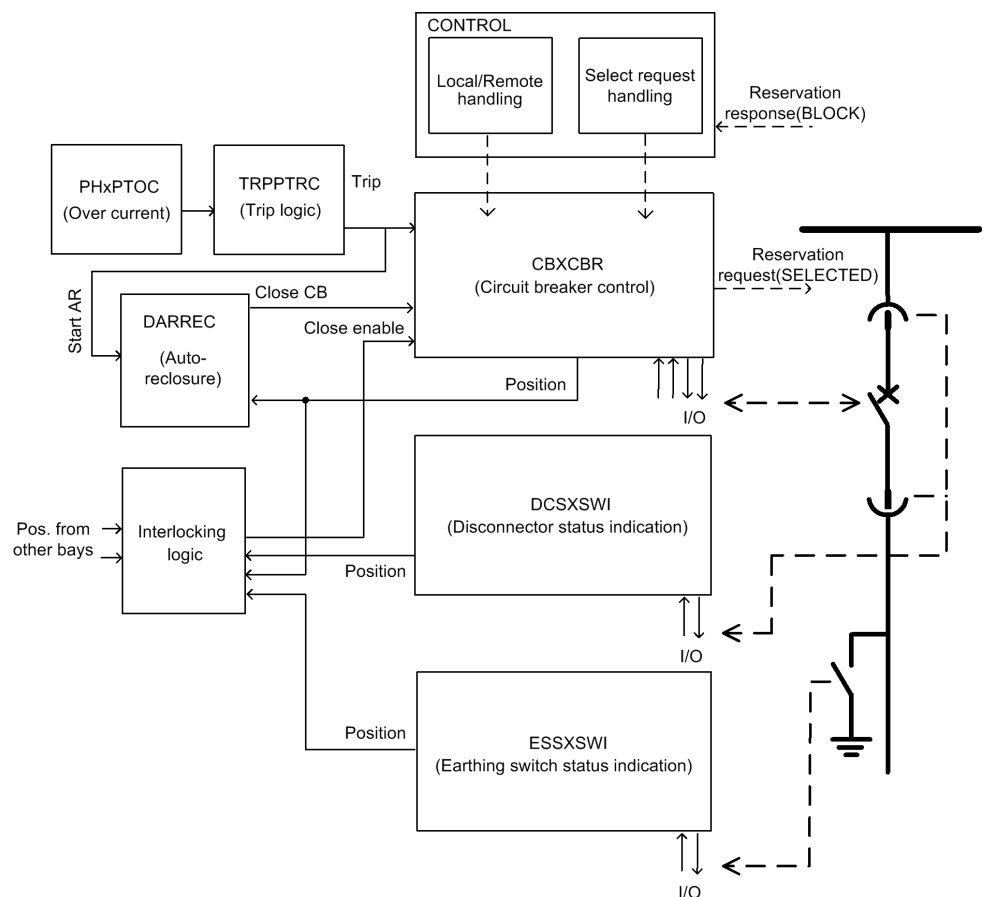 CONTROL
Local/Remote
handling
Select request
handling
Reservation
response(BLOCK)
PHxPTOC
(Over current)
TRPPTRC
(Trip logic)
Trip
CBXCBR
(Circuit breaker control)
Reservation
request(SELECTED)
Start AR
DARREC
(Auto-
reclosure)
Close CB
Close enable
Position
I/O
DCSXSWI
(Disconnector status indication)
Pos. from
other bays
Interlocking
logic
Position
I/O
Position
ESSXSWI
(Earthing switch status indication)
I/O